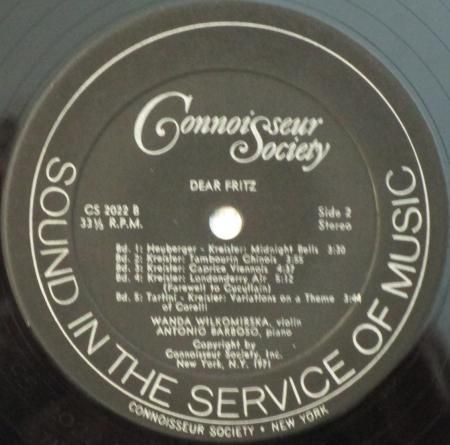 Connoisseur
Society
DEAR FRITZ
CS 2022 B
33⅓ R.P.M.
Side 2
Stereo
Bd. 1: Heuberger - Kreisler: Midnight Bells 3:30
Bd. 2: Kreisler: Tambourin Chinois 3:55
Bd. 3: Kreisler: Caprice Viennois 4:37
Bd. 4: Kreisler: Londonderry Air 5:12
(Farewell to Cucullain)
Bd. 5: Tartini - Kreisler: Variations on a Theme 3:44
of Corelli
WANDA WILKOMIRSKA, violin
ANTONIO BARBOSO, piano
Copyright by
Connoisseur Society, Inc.
New York, N.Y. 1971
SOUND IN THE SERVICE OF MUSIC
CONNOISSEUR SOCIETY • NEW YORK